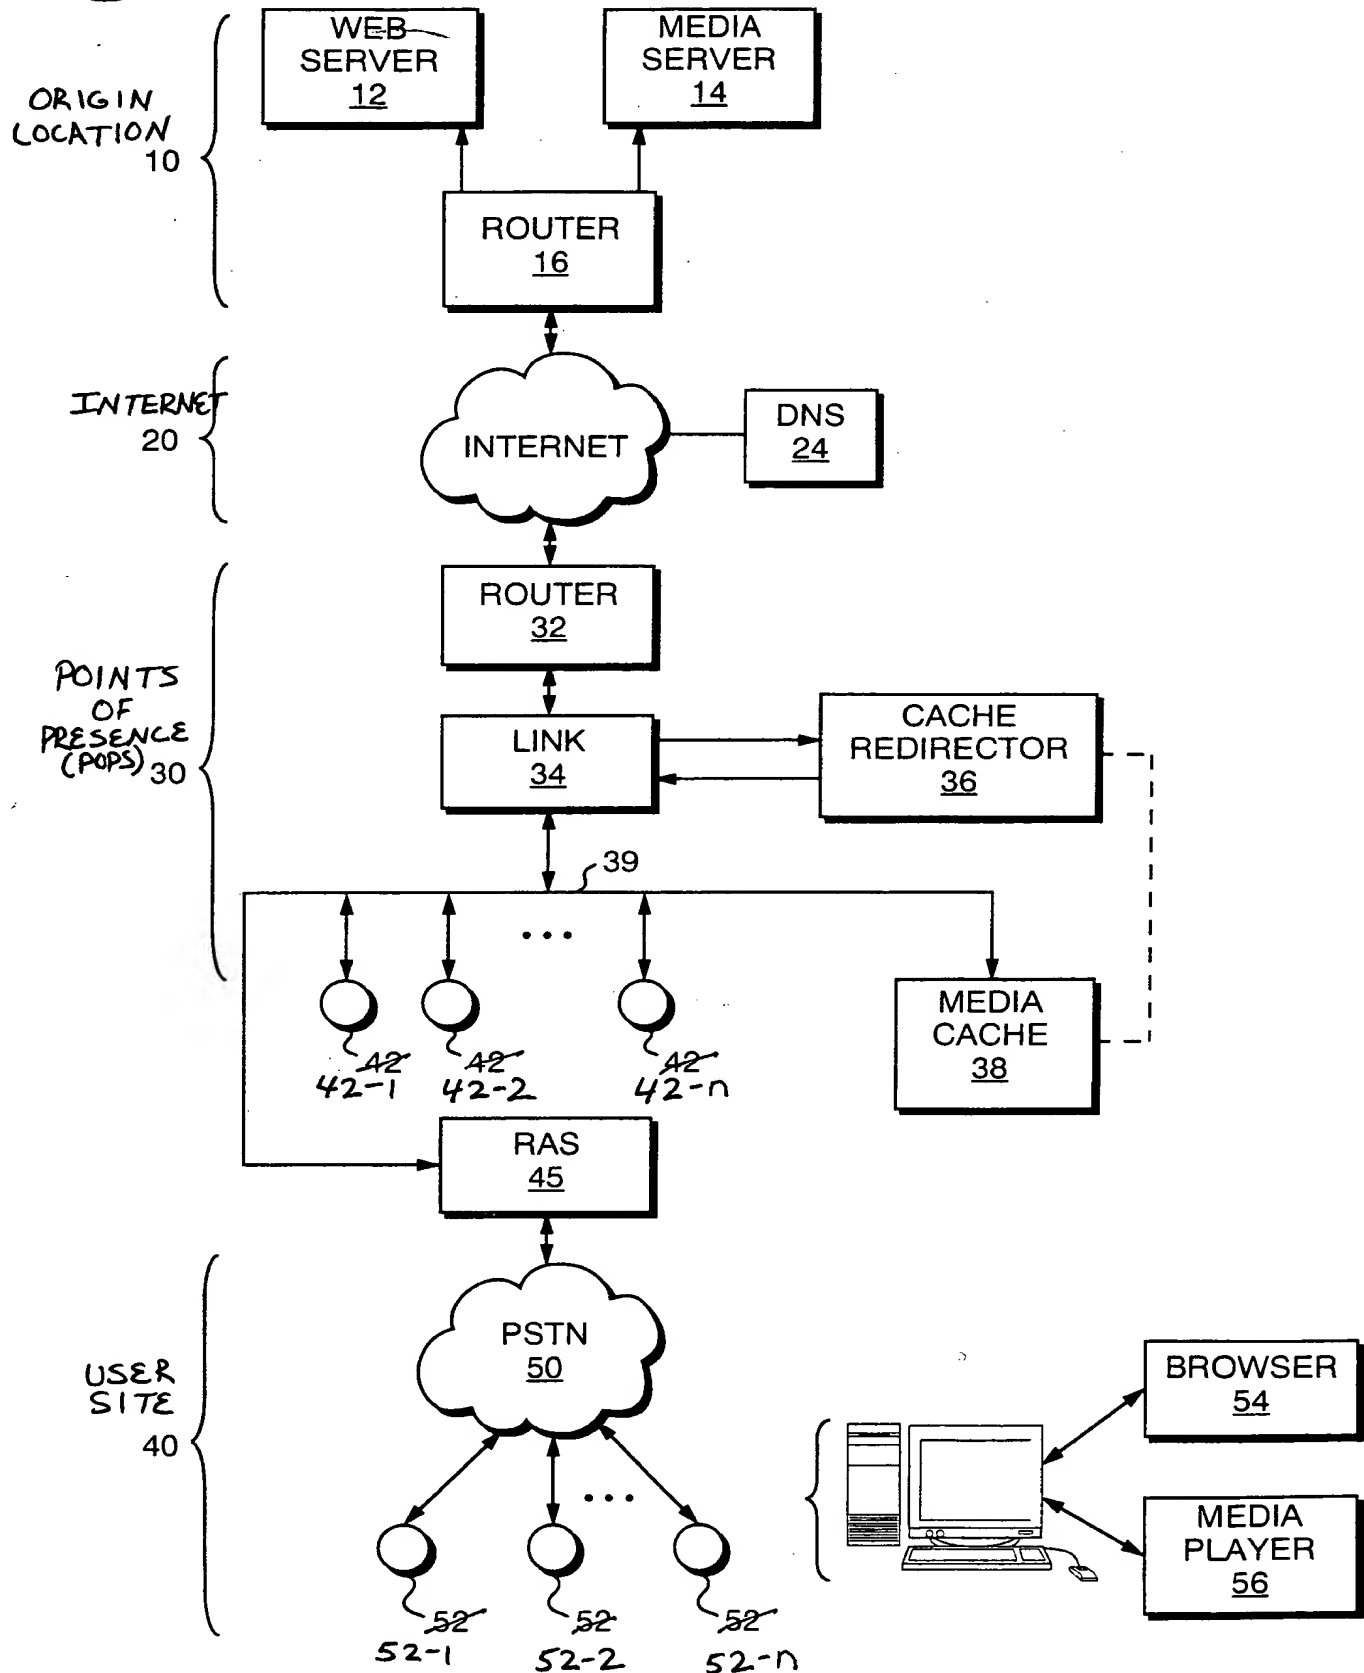 WEB
SERVER
12
MEDIA
SERVER
14
ORIGIN
LOCATION
10
ROUTER
16
INTERNET
20
INTERNET
DNS
24
ROUTER
32
POINTS
OF
PRESENCE
(POPS) 30
LINK
34
CACHE
REDIRECTOR
36
39
42
42
42
42-1
42-2
42-n
MEDIA
CACHE
38
RAS
45
PSTN
50
USER
SITE
40
BROWSER
54
MEDIA
PLAYER
56
52
52
52
52-1
52-2
52-n